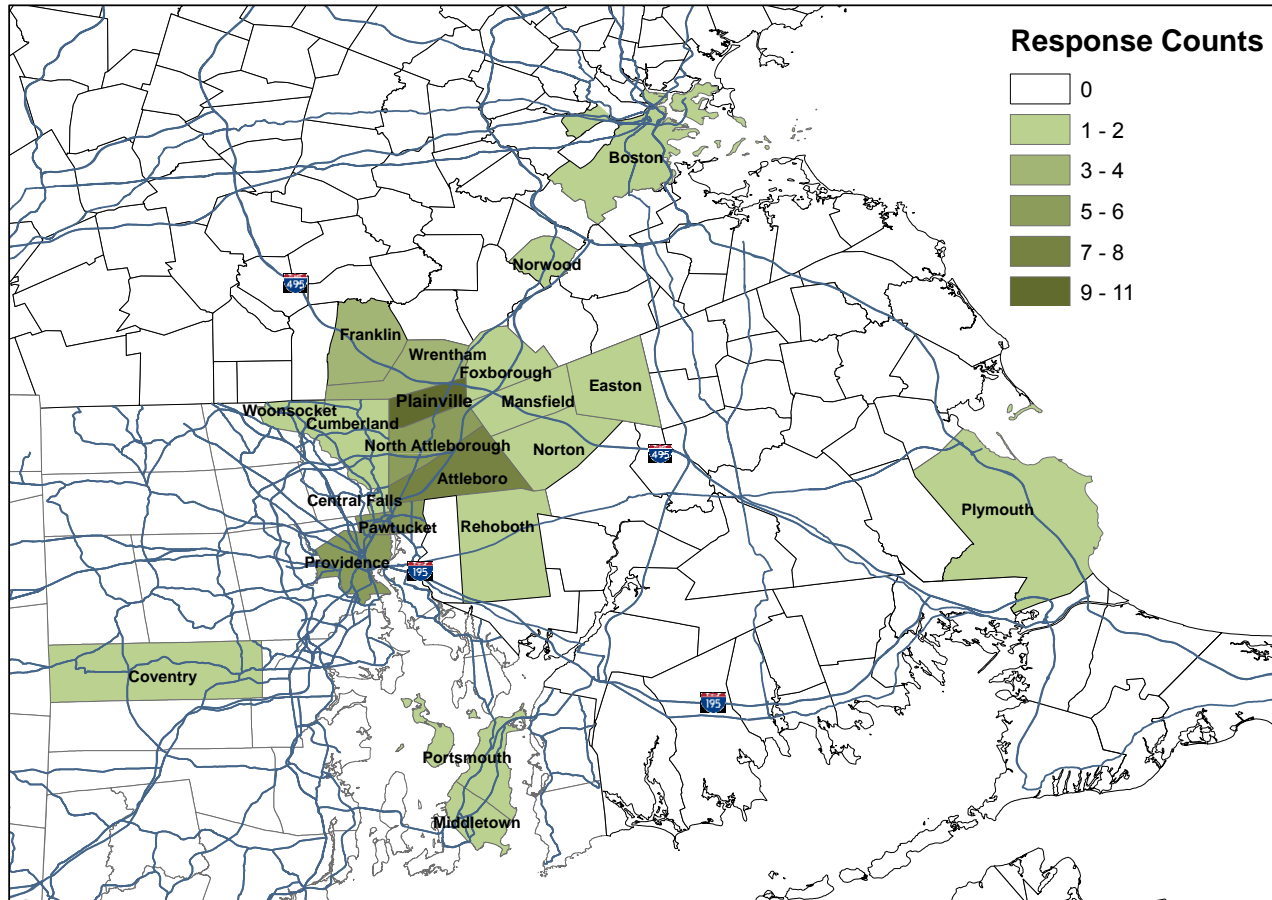 Response Counts
0
1 - 2
3 - 4
5 - 6
7 - 8
9 - 11
Boston
Norwood
495
Franklin
Wrentham
Foxborough
Easton
Plainville
Mansfield
Woonsocket
Cumberland
North Attleborough
Norton
495
Attleboro
Central Falls
Pawtucket
Rehoboth
Plymouth
Providence
195
Coventry
195
Portsmouth
Middletown